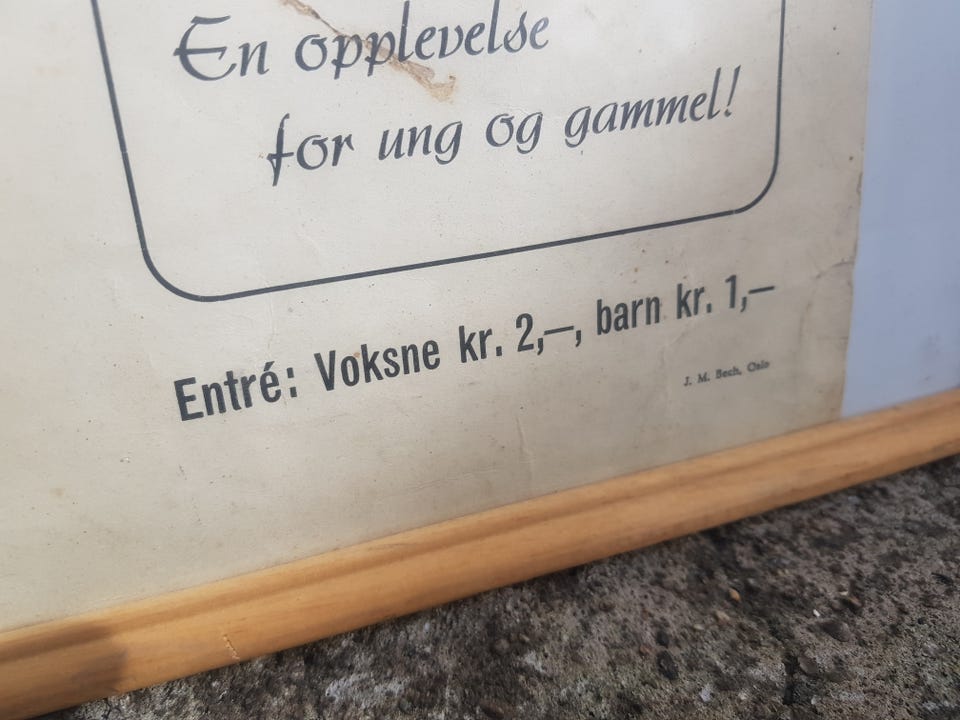 En opplevelse
for ung og gammel!
Entré: Voksne kr. 2,—, barn kr. 1,—
J. M. Bech, Oslo